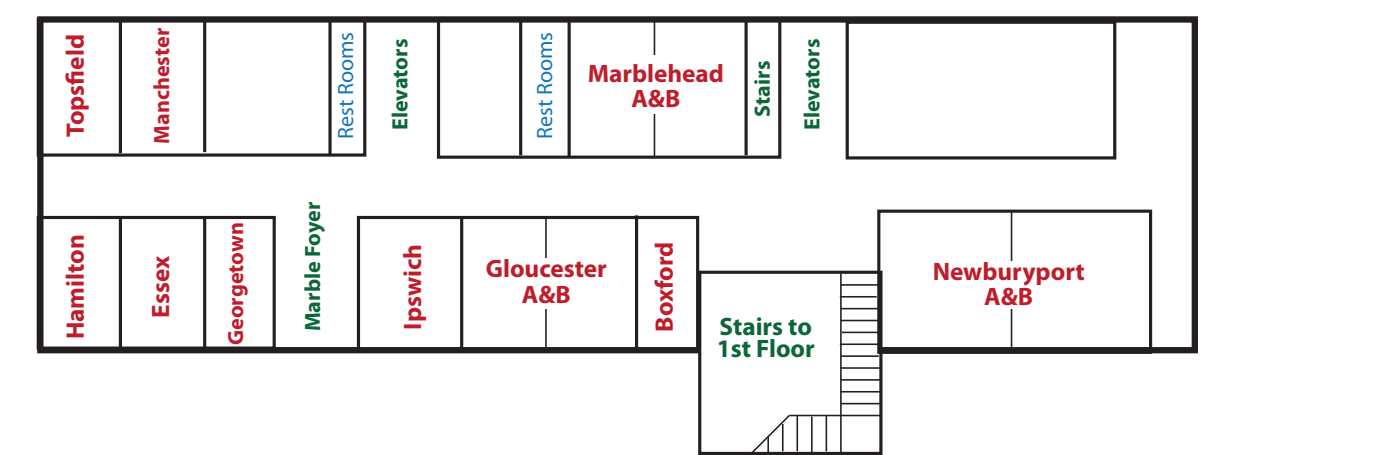 Topsfield
Manchester
Rest Rooms
Elevators
Rest Rooms
Marblehead
A&B
Stairs
Elevators
Hamilton
Essex
Georgetown
Marble Foyer
Ipswich
Gloucester
A&B
Boxford
Stairs to
1st Floor
Newburyport
A&B